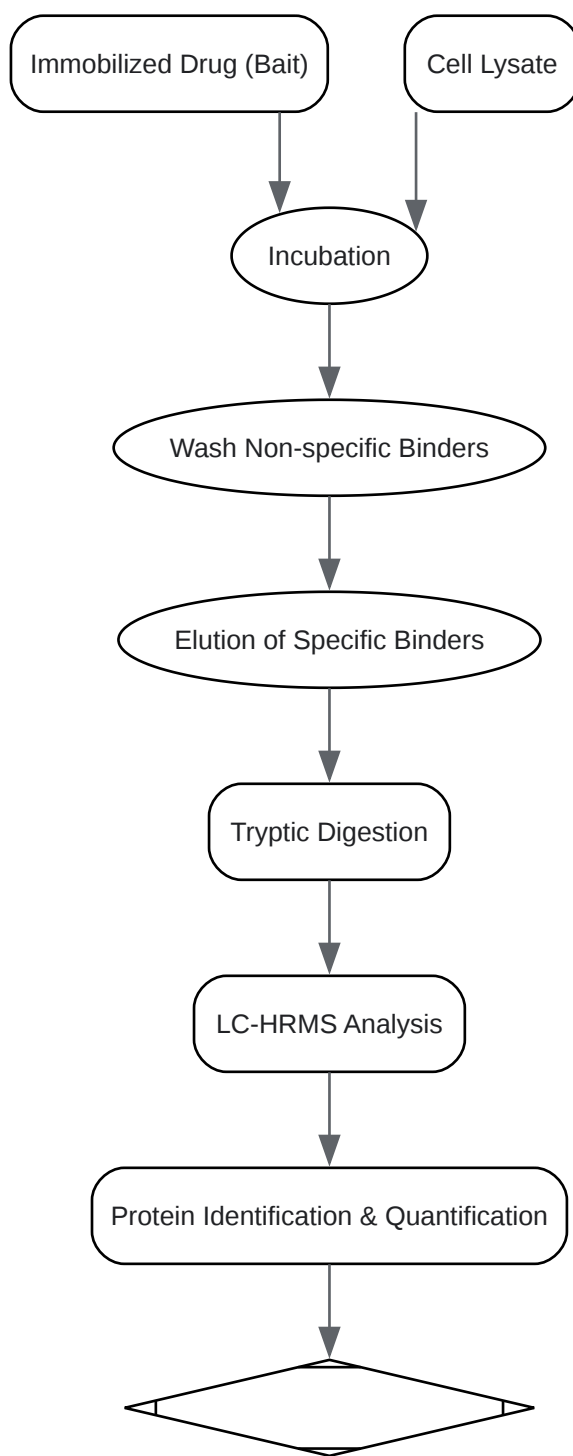 Immobilized Drug (Bait)
Cell Lysate
Incubation
Wash Non-specific Binders
Elution of Specific Binders
Tryptic Digestion
LC-HRMS Analysis
Protein Identification & Quantification